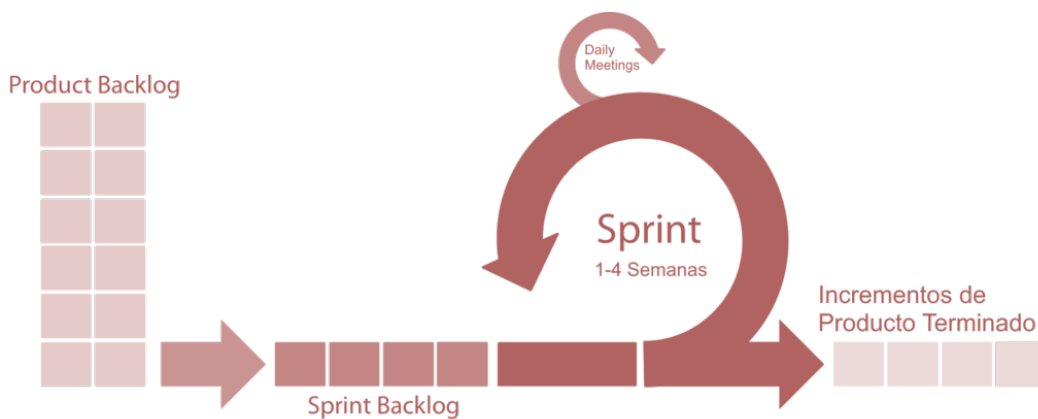 Product Backlog
Daily
Meetings
Sprint
1-4 Semanas
Incrementos de
Producto Terminado
Sprint Backlog